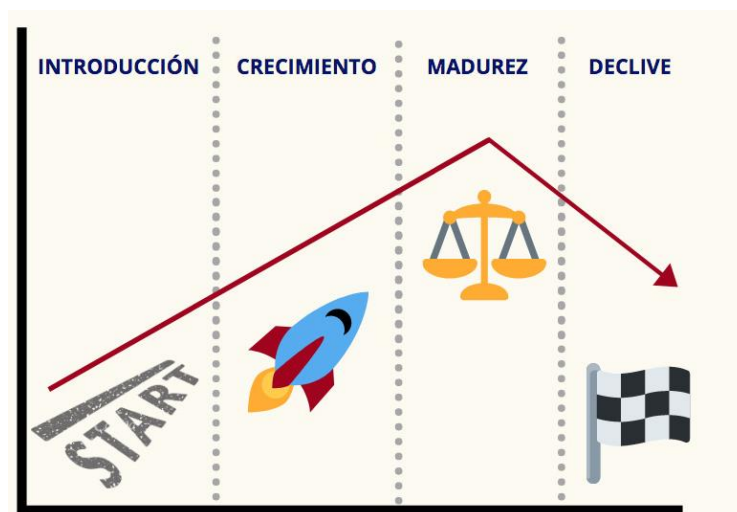 INTRODUCCIÓN
CRECIMIENTO
MADUREZ
DECLIVE
START